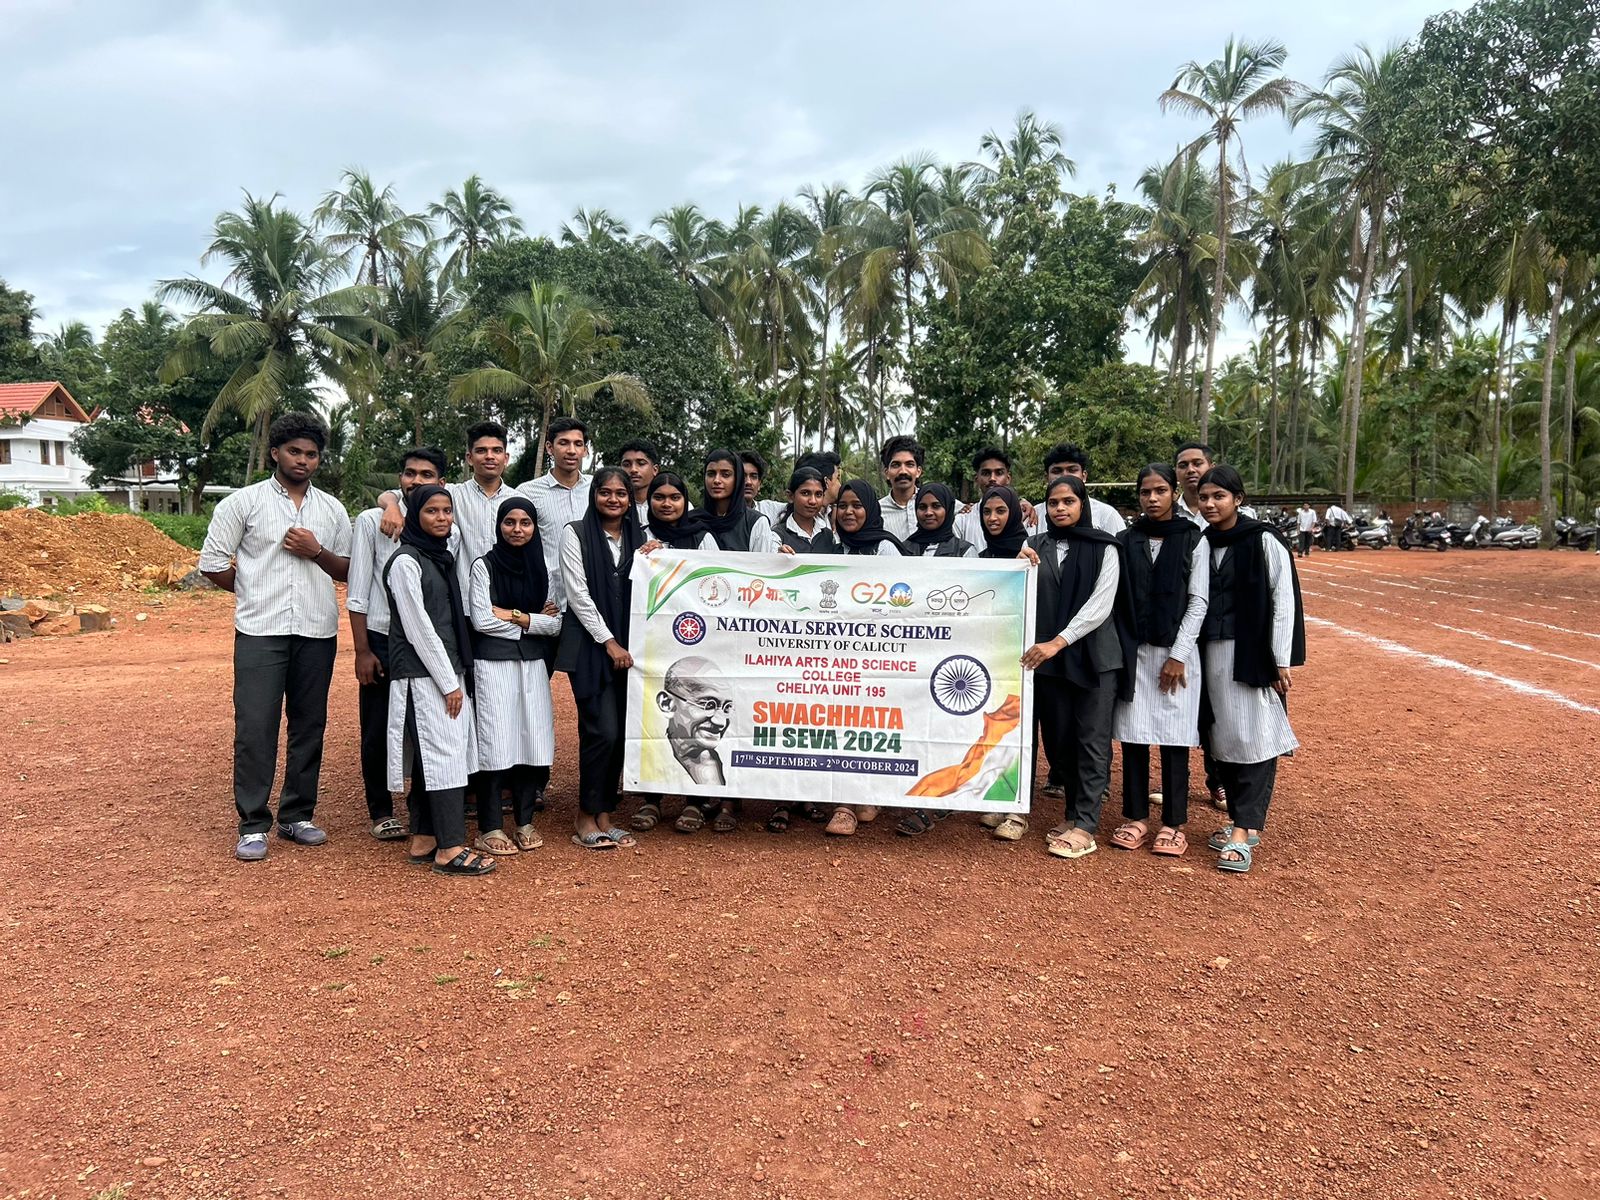 G20
NATIONAL SERVICE SCHEME
UNIVERSITY OF CALICUT
ILAHIYA ARTS AND SCIENCE
COLLEGE
CHELIYA UNIT 195
SWACHHATA
HI SEVA 2024
17TH SEPTEMBER - 2ND OCTOBER 2024